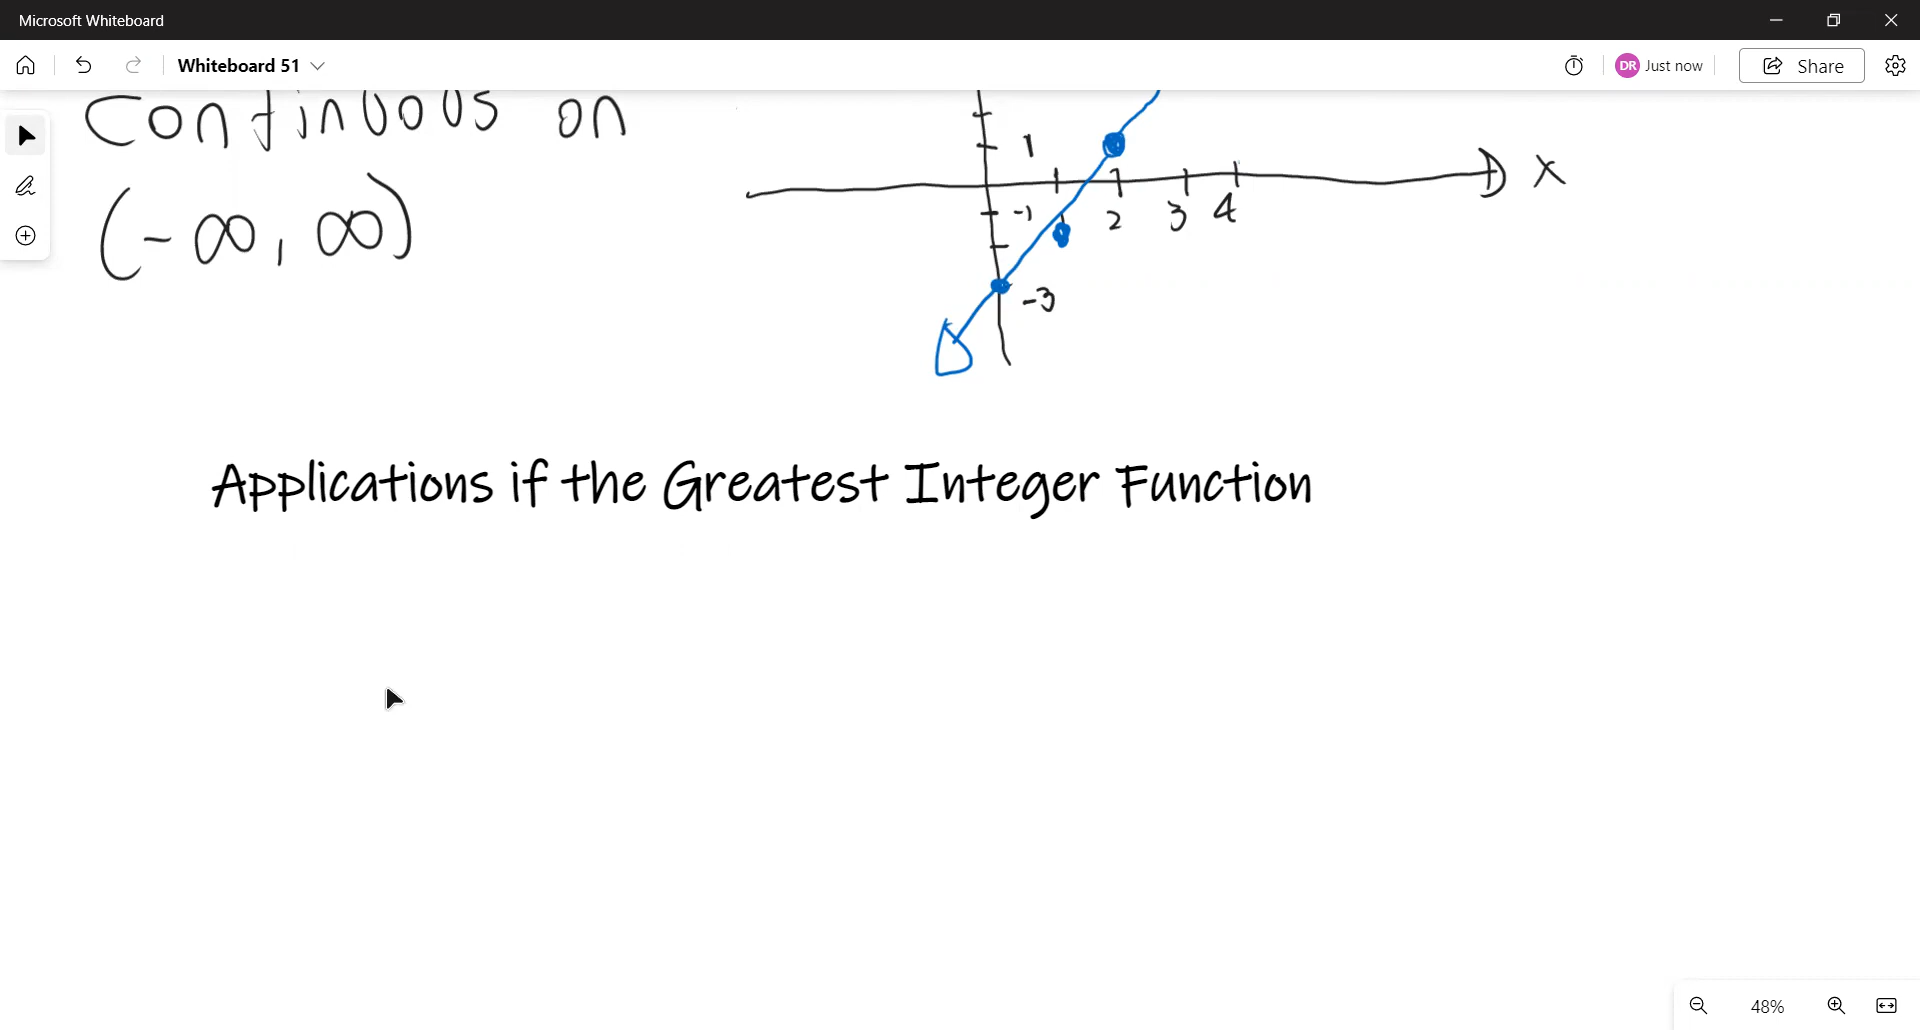 Microsoft Whiteboard
Whiteboard 51
DR Just now
Share
Continuous on
(-∞, ∞)
1
-1
-3
2 3 4
x
Applications if the Greatest Integer Function
48%